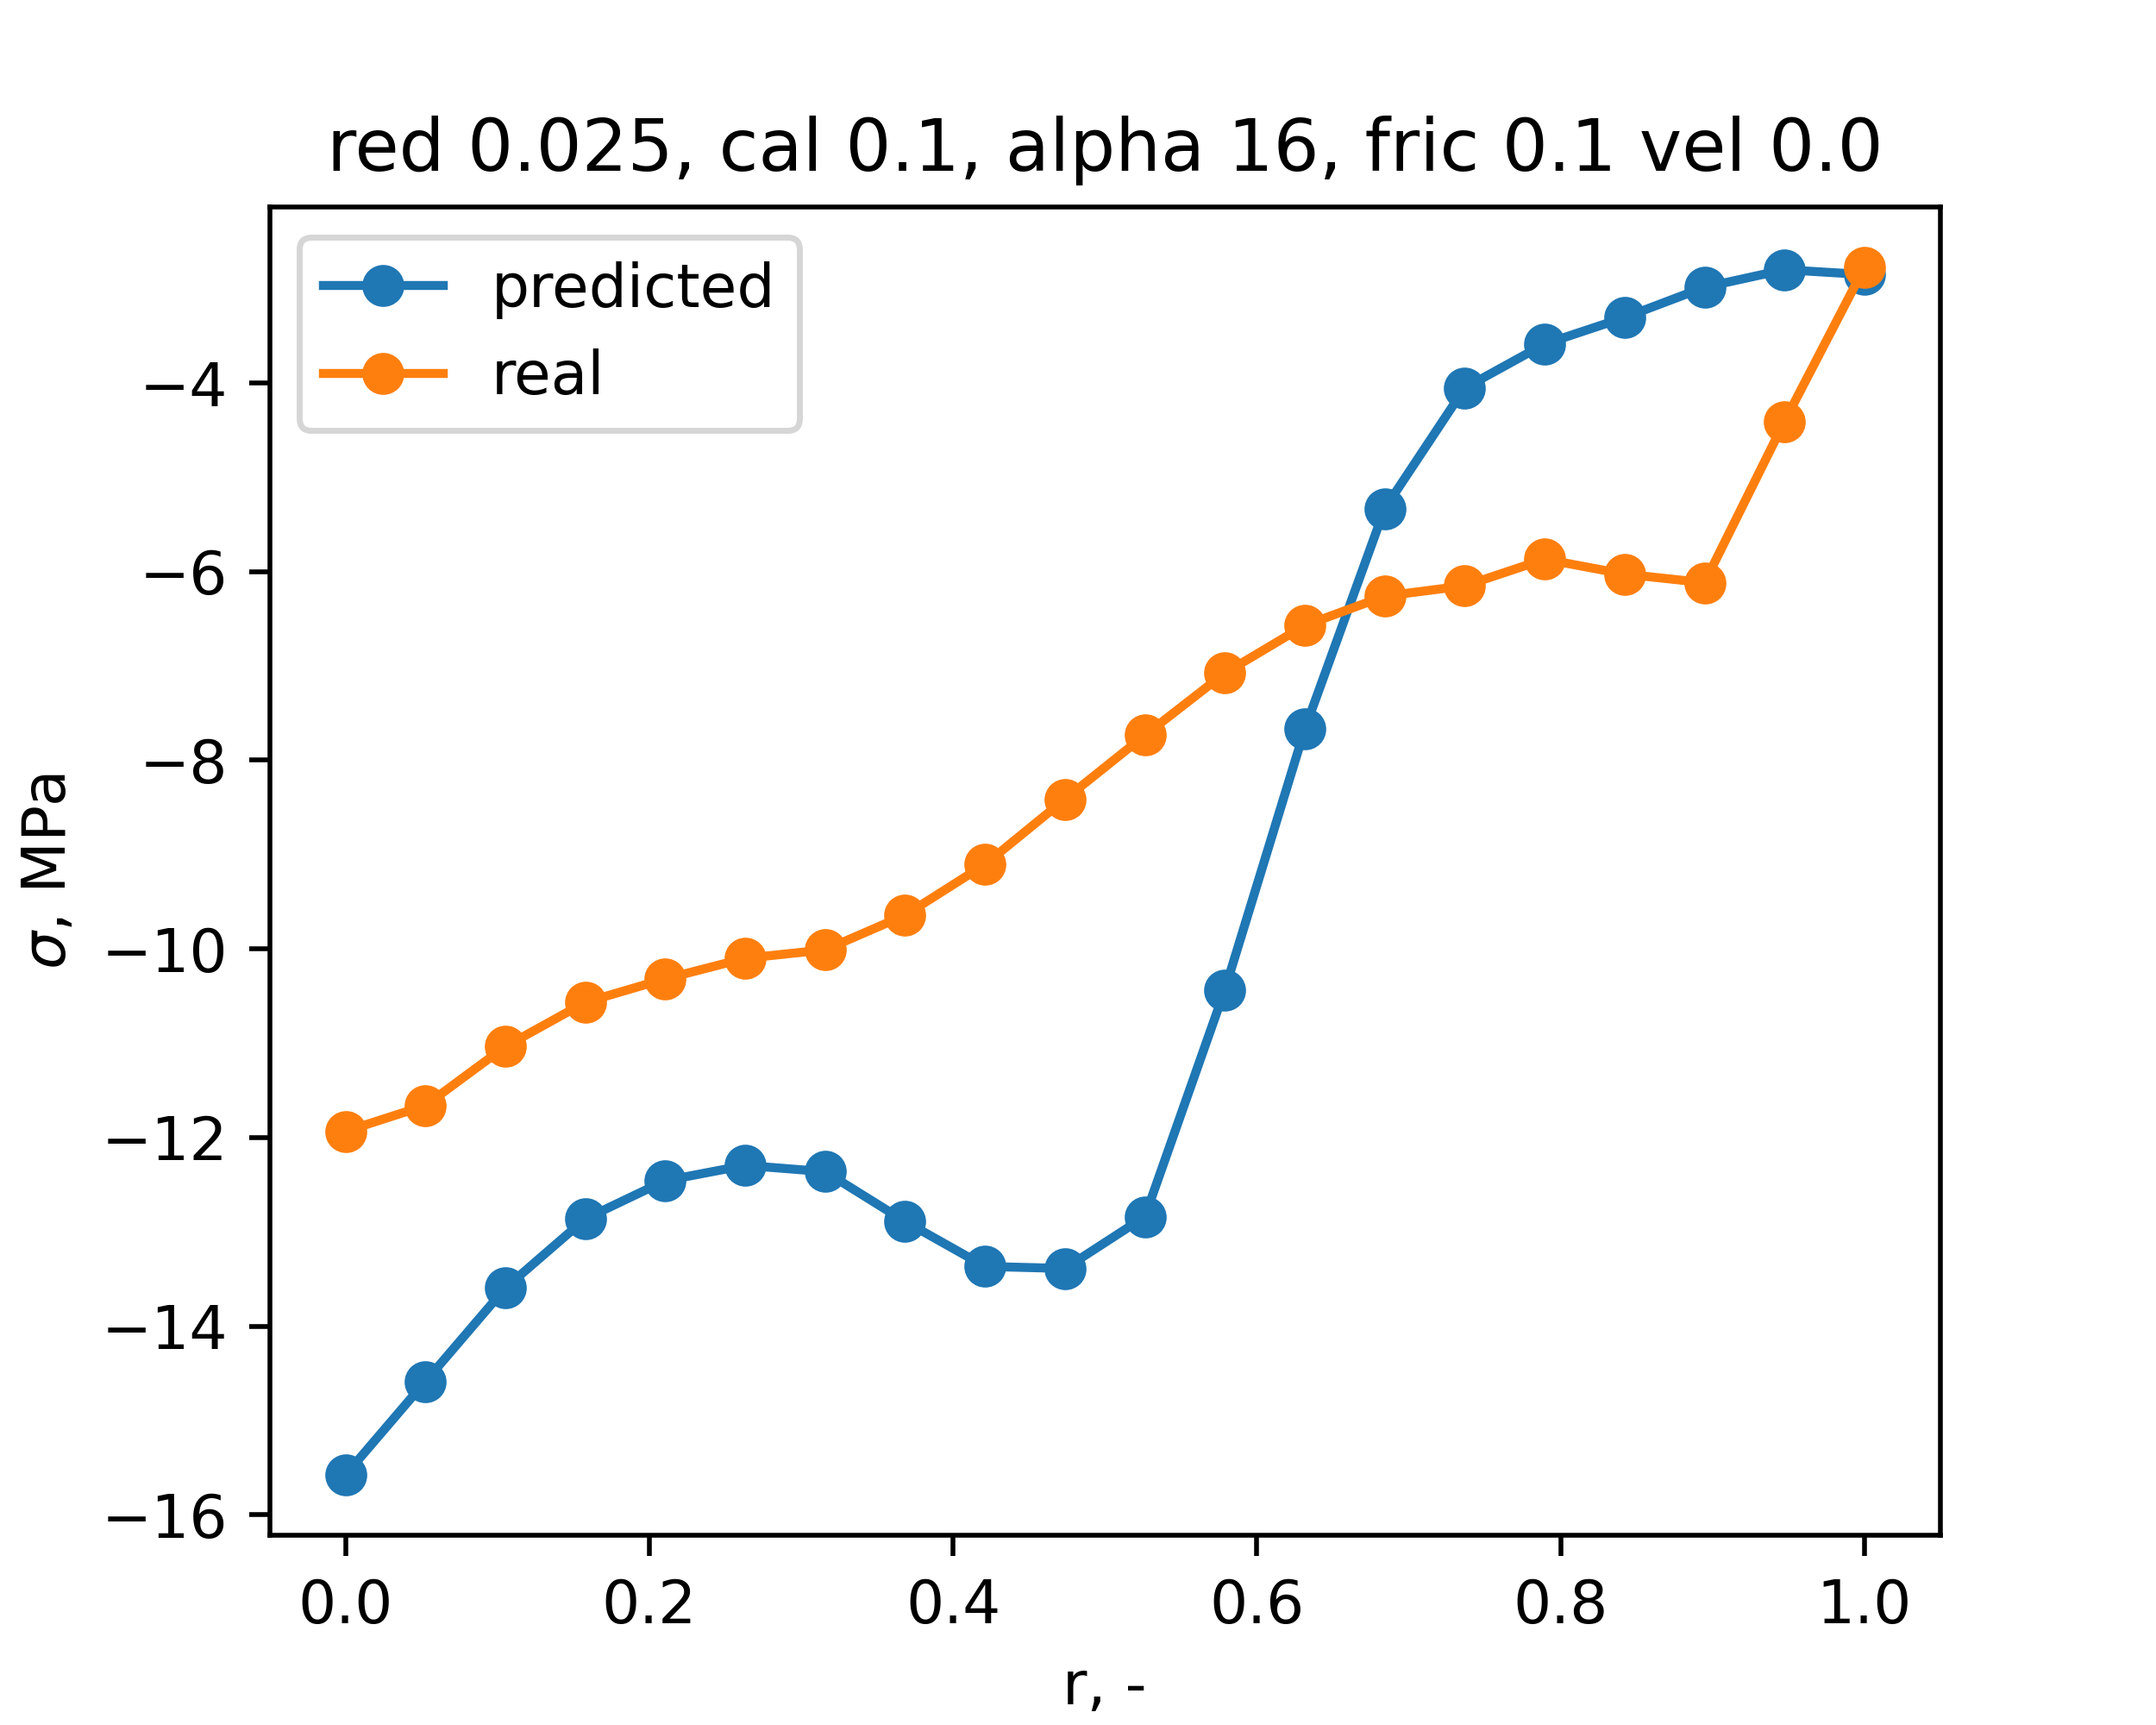 red 0.025, cal 0.1, alpha 16, fric 0.1 vel 0.0
predicted
real
−4
−6
−8
−10
−12
−14
−16
σ, MPa
0.0 0.2 0.4 0.6 0.8 1.0
r, -